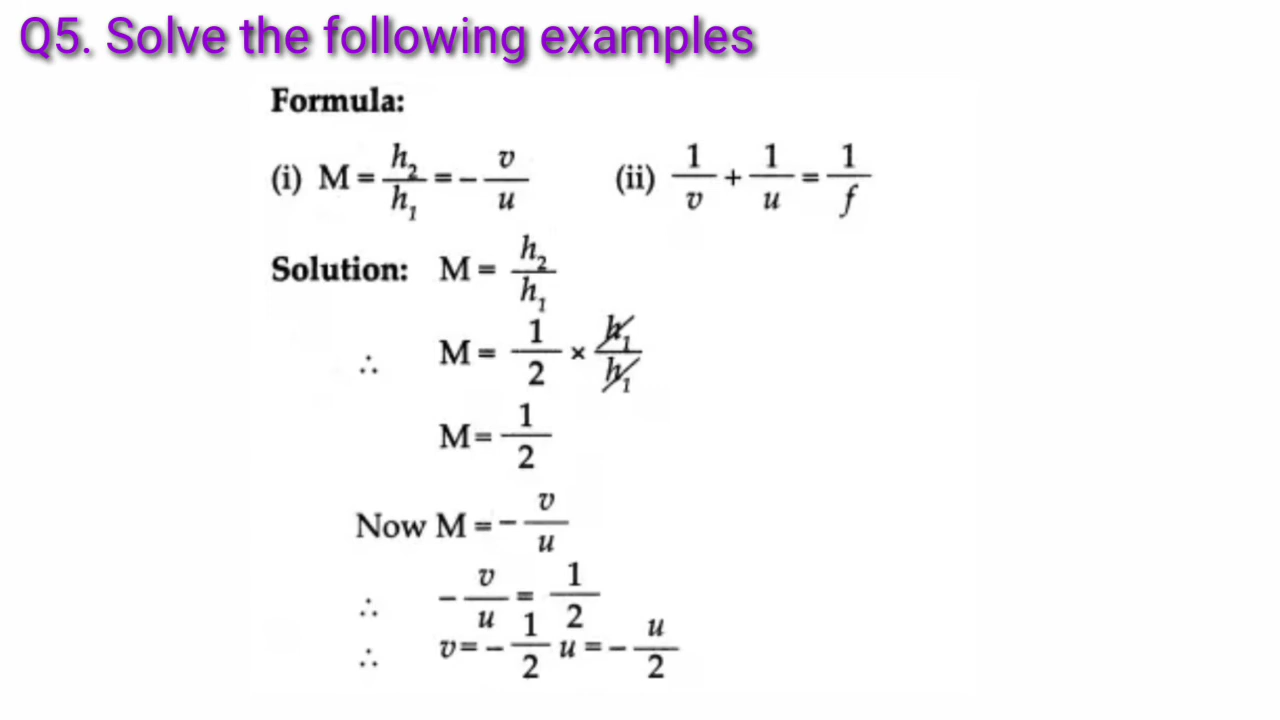 Q5. Solve the following examples
Formula:
(i) M = h₂/h₁ = - v/u (ii) 1/v + 1/u = 1/f
Solution: M = h₂/h₁
∴ M = 1/2 × h₁/h₁
M = 1/2
Now M = - v/u
∴ - v/u = 1/2
∴ v = - 1/2 u = - u/2